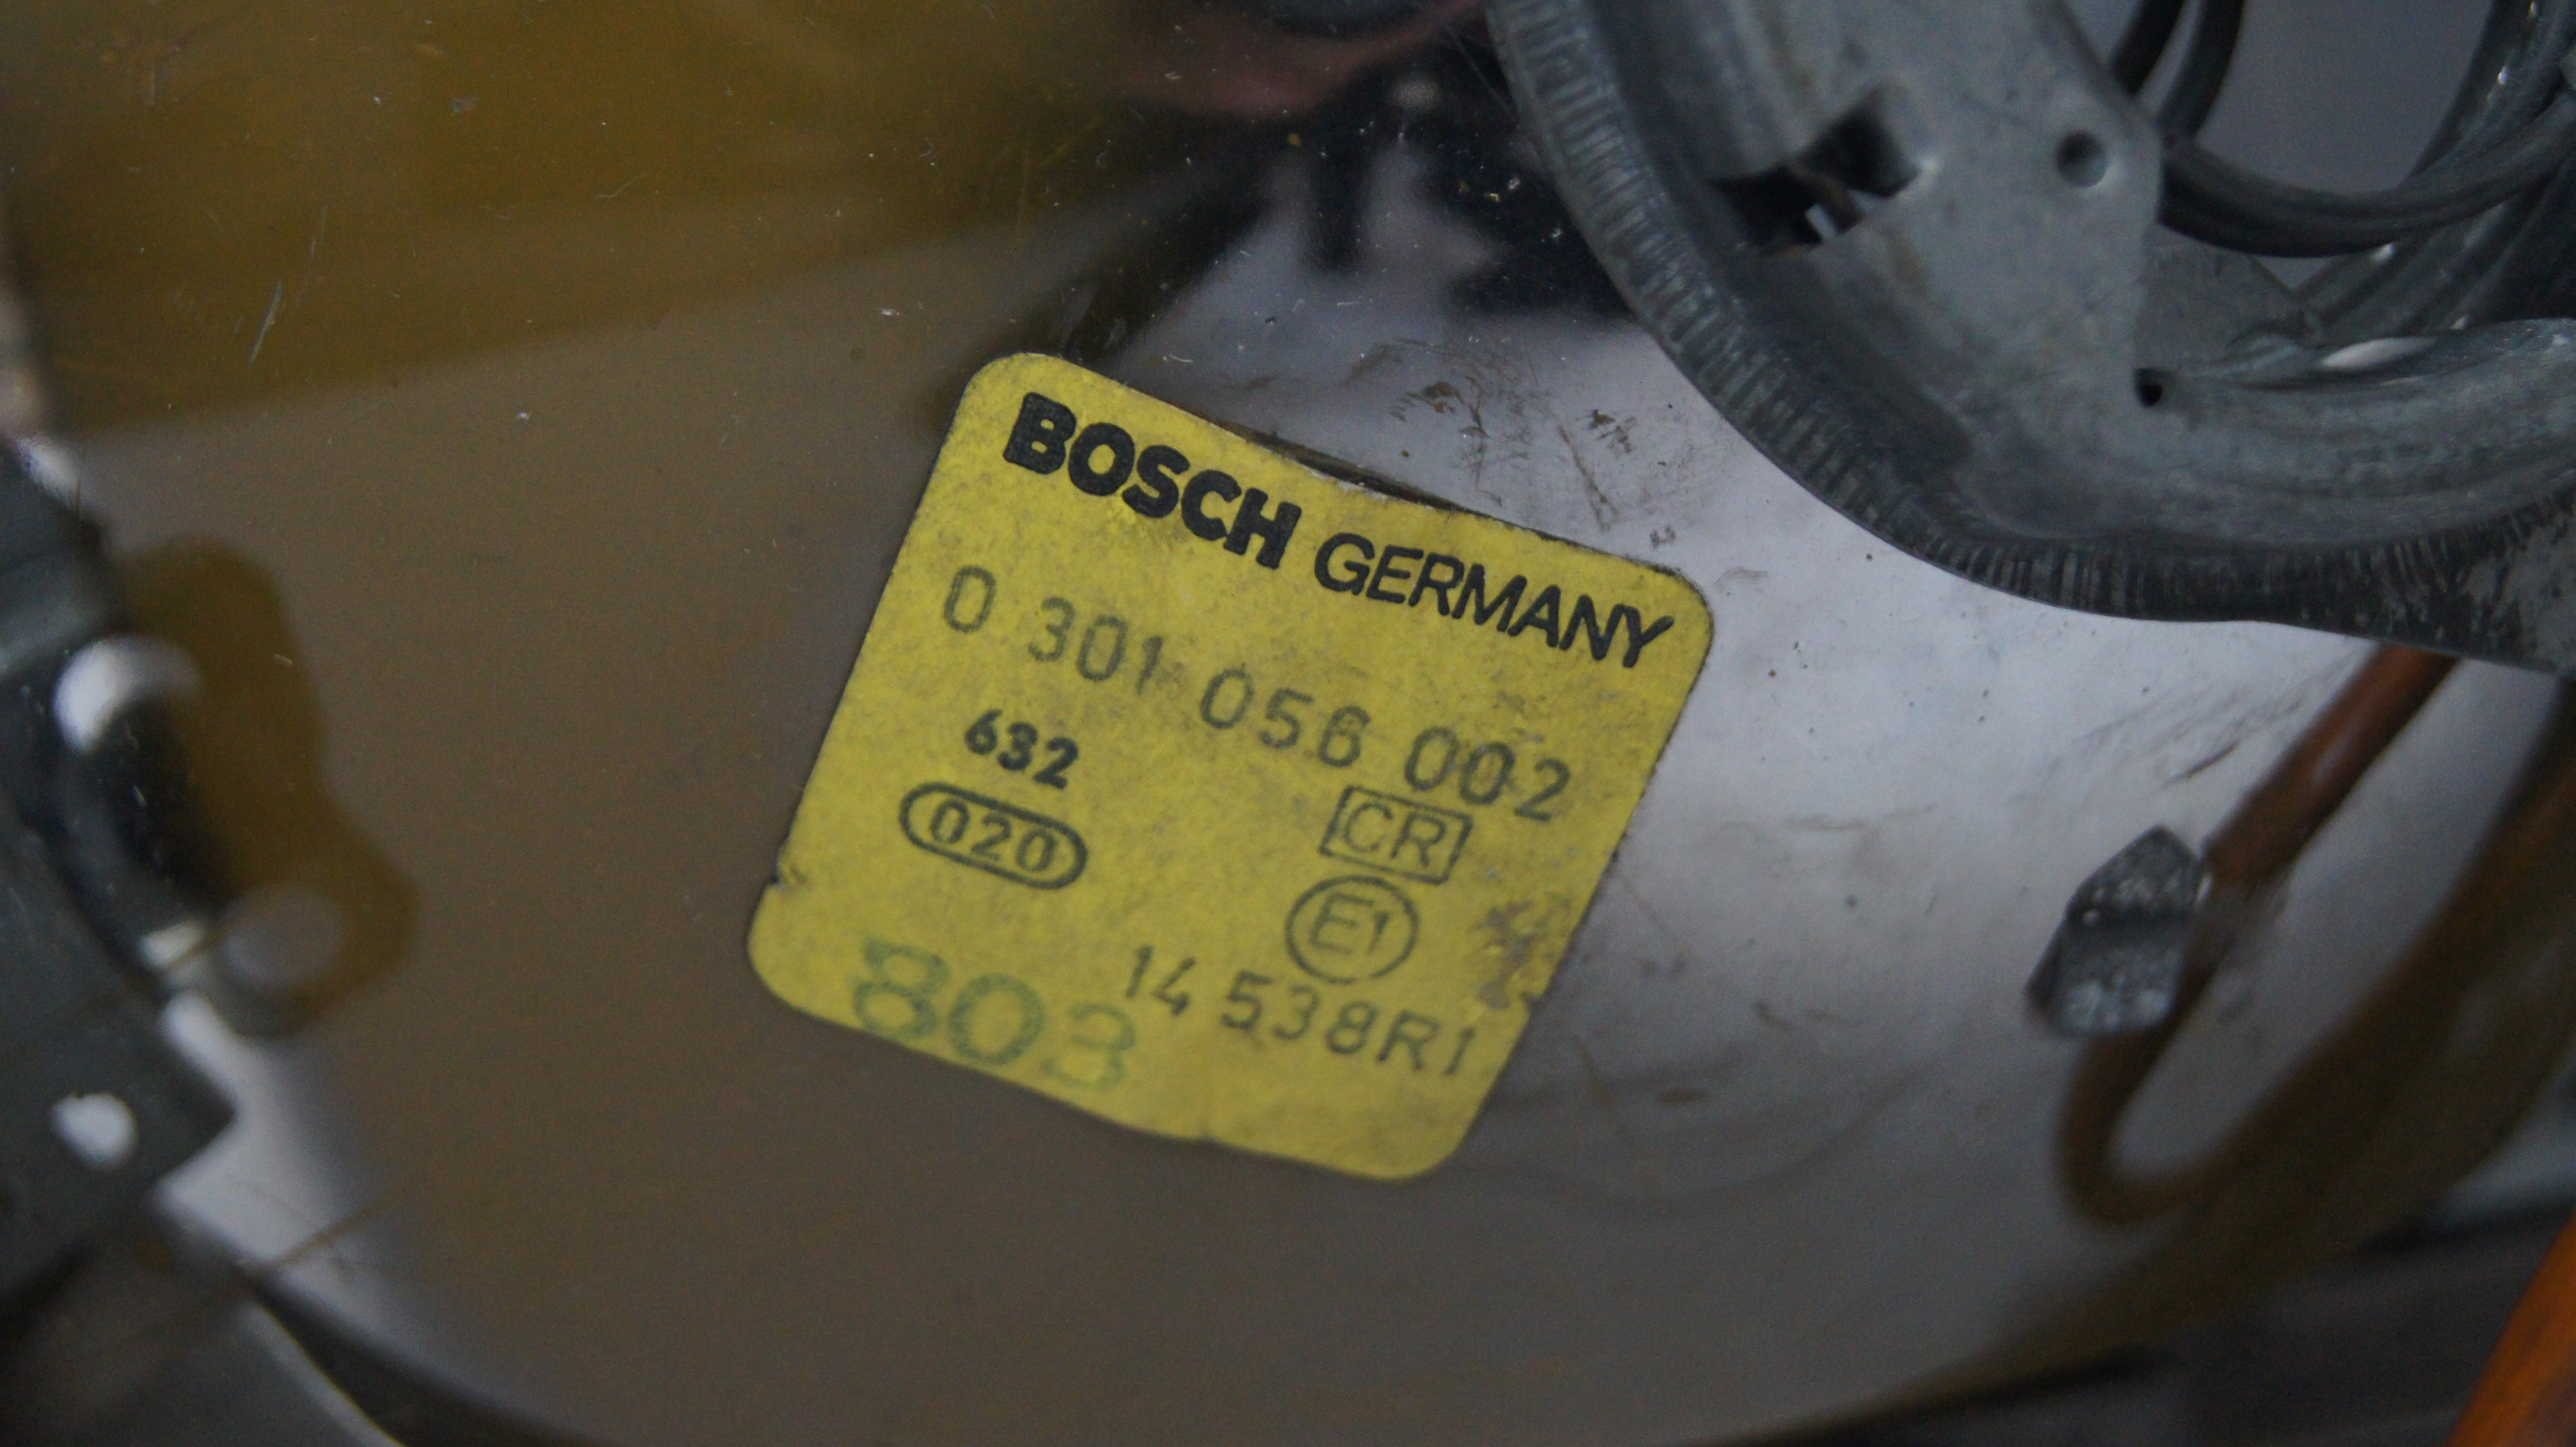 BOSCH GERMANY
0 301 056 002
632
CR
020
E1
14 538R1
803